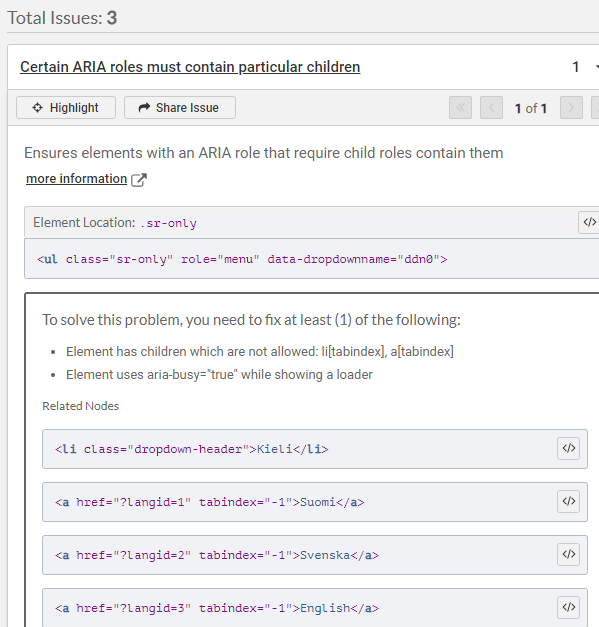 Total Issues: 3
Certain ARIA roles must contain particular children 1
Highlight Share Issue 1 of 1
Ensures elements with an ARIA role that require child roles contain them
more information
Element Location: .sr-only </>
<ul class="sr-only" role="menu" data-dropdownname="ddn0">
To solve this problem, you need to fix at least (1) of the following:
• Element has children which are not allowed: li[tabindex], a[tabindex]
• Element uses aria-busy="true" while showing a loader
Related Nodes
<li class="dropdown-header">Kieli</li> </>
<a href="?langid=1" tabindex="-1">Suomi</a> </>
<a href="?langid=2" tabindex="-1">Svenska</a> </>
<a href="?langid=3" tabindex="-1">English</a> </>